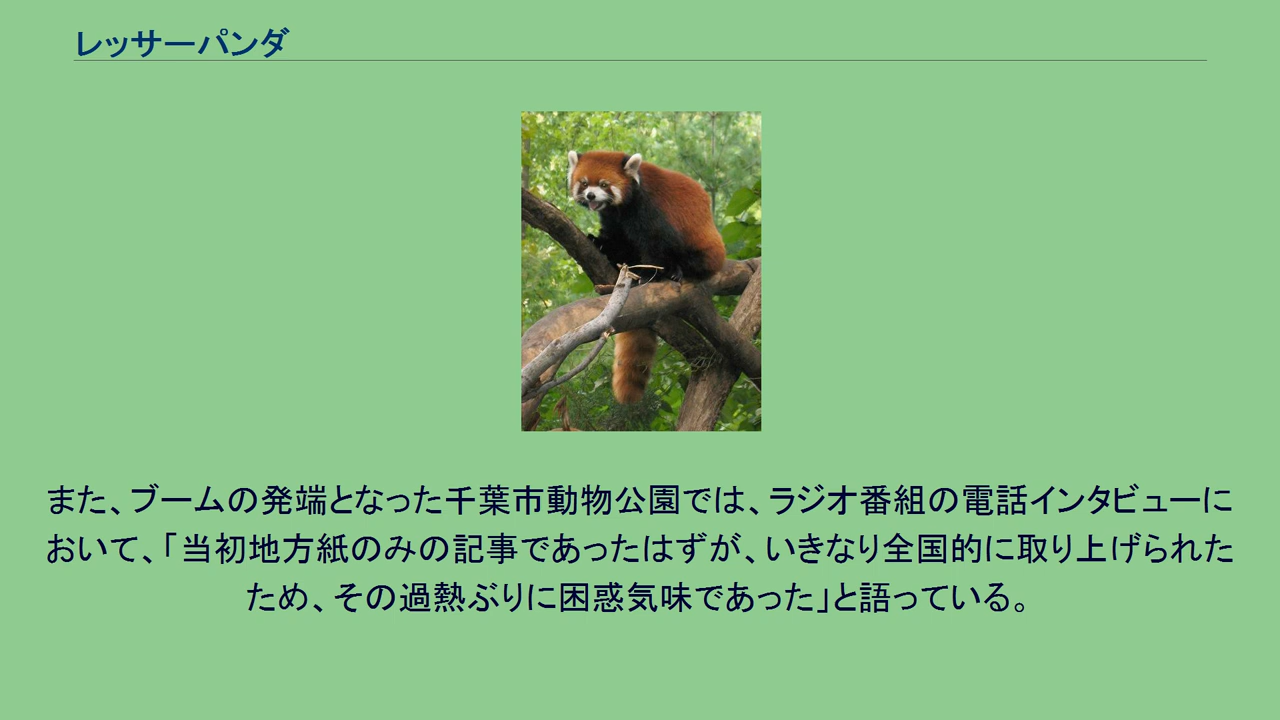 レッサーパンダ
また、ブームの発端となった千葉市動物公園では、ラジオ番組の電話インタビューに
おいて、「当初地方紙のみの記事であったはずが、いきなり全国的に取り上げられた
ため、その過熱ぶりに困惑気味であった」と語っている。